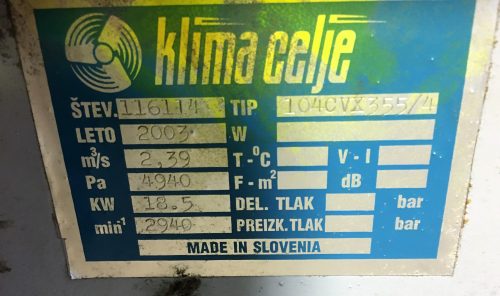 klima celje
ŠTEV. 116114 TIP 104CVX355/4
LETO 2003 W
m³/s 2,39 T-ºC V - I
Pa 4940 F - m² dB
KW 18.5 DEL. TLAK bar
min⁻¹ 2940 PREIZK. TLAK bar
MADE IN SLOVENIA